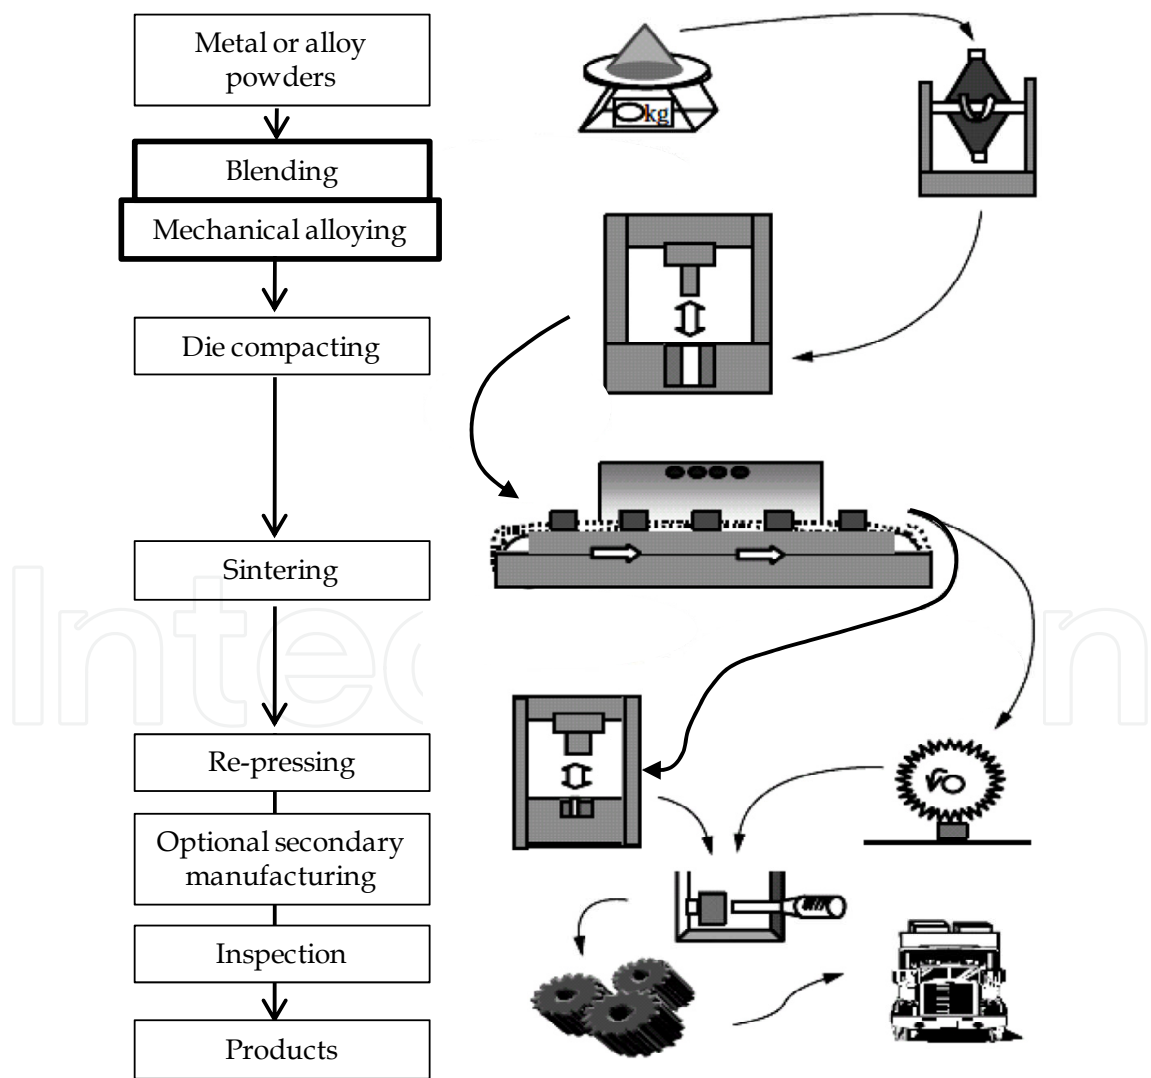 Metal or alloy
powders
Blending
Mechanical alloying
Die compacting
Sintering
Re-pressing
Optional secondary
manufacturing
Inspection
Products
kg